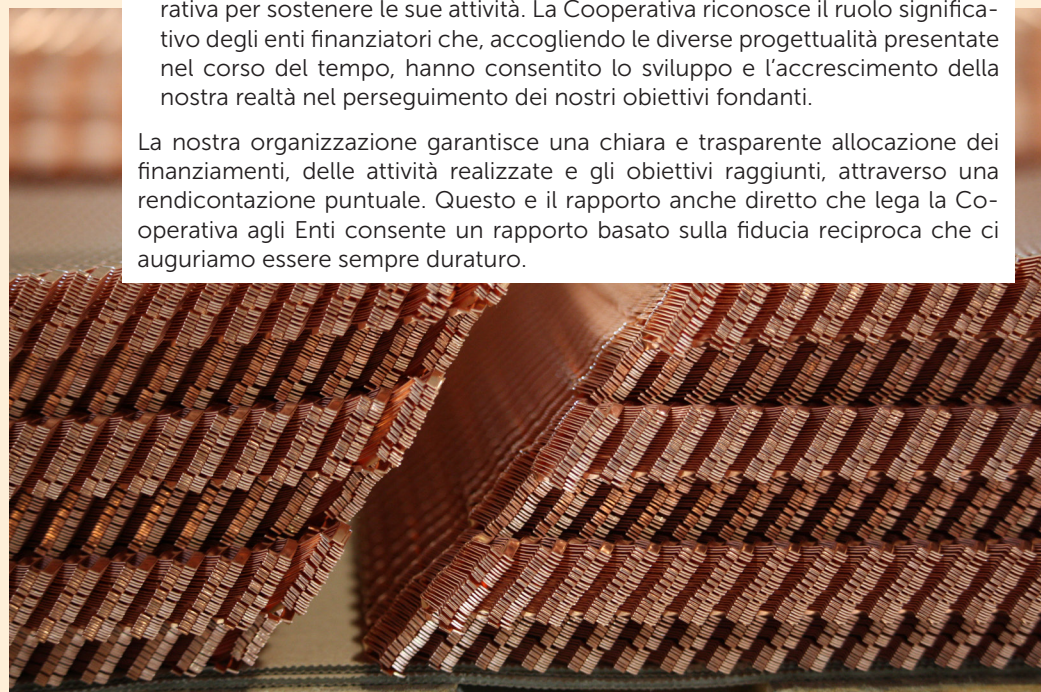 rativa per sostenere le sue attività. La Cooperativa riconosce il ruolo significa-
tivo degli enti finanziatori che, accogliendo le diverse progettualità presentate
nel corso del tempo, hanno consentito lo sviluppo e l’accrescimento della
nostra realtà nel perseguimento dei nostri obiettivi fondanti.
La nostra organizzazione garantisce una chiara e trasparente allocazione dei
finanziamenti, delle attività realizzate e gli obiettivi raggiunti, attraverso una
rendicontazione puntuale. Questo e il rapporto anche diretto che lega la Co-
operativa agli Enti consente un rapporto basato sulla fiducia reciproca che ci
auguriamo essere sempre duraturo.